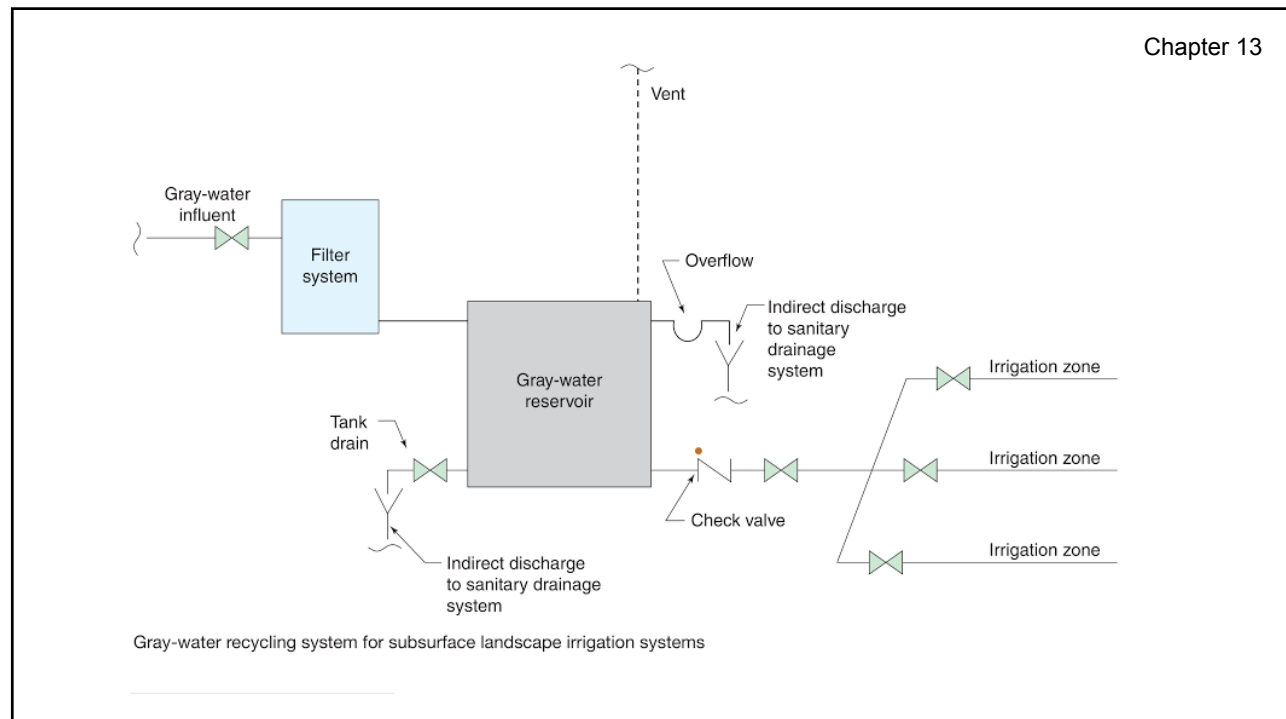 Chapter 13
Vent
Gray-water
influent
Filter
system
Overflow
Indirect discharge
to sanitary
drainage
system
Gray-water
reservoir
Irrigation zone
Tank
drain
Irrigation zone
Check valve
Irrigation zone
Indirect discharge
to sanitary drainage
system
Gray-water recycling system for subsurface landscape irrigation systems